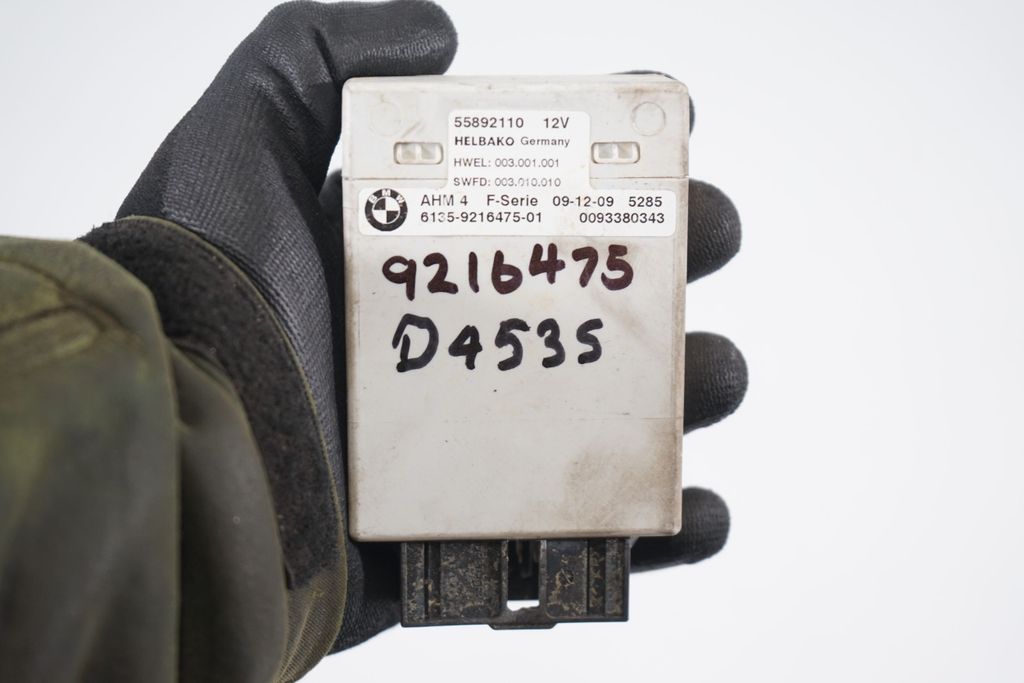 55892110 12V
HELBAKO Germany
HWEL: 003.001.001
SWFD: 003.010.010
BMW
AHM 4 F-Serie 09-12-09 5285
6135-9216475-01 0093380343
9216475
D4535